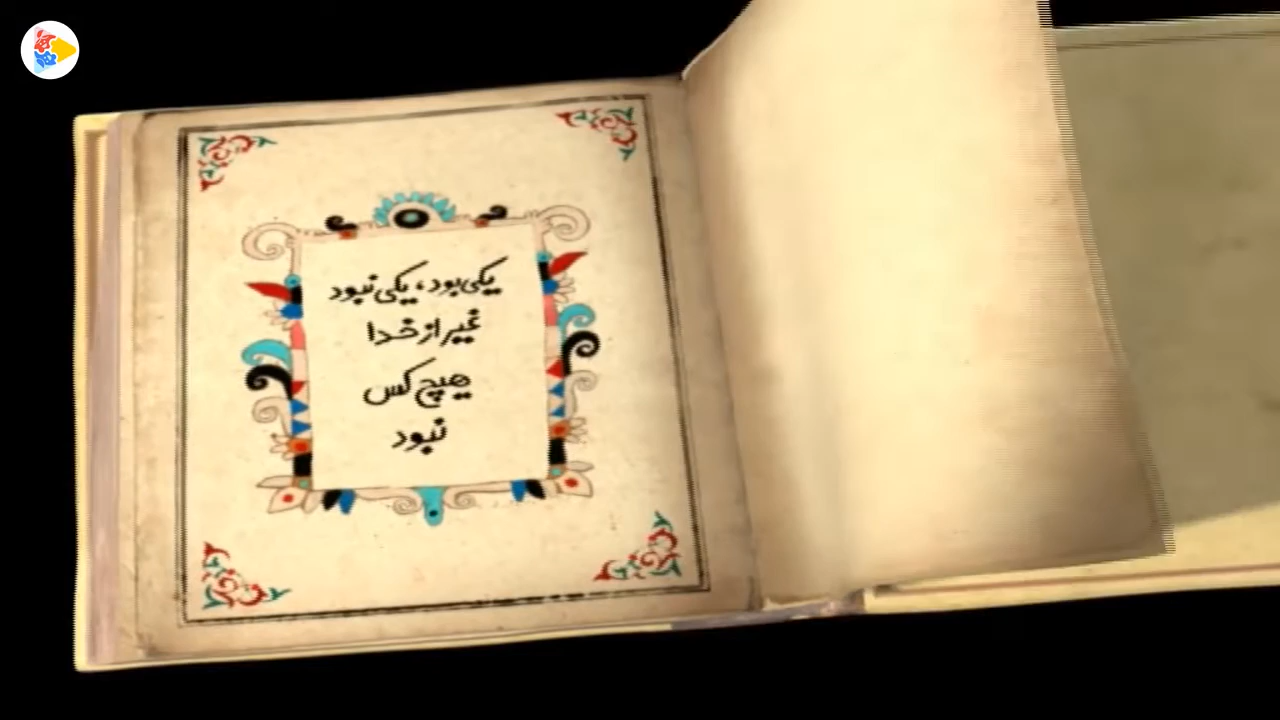 یکی بود، یکی نبود
غیر از خدا
هیچ کس
نبود